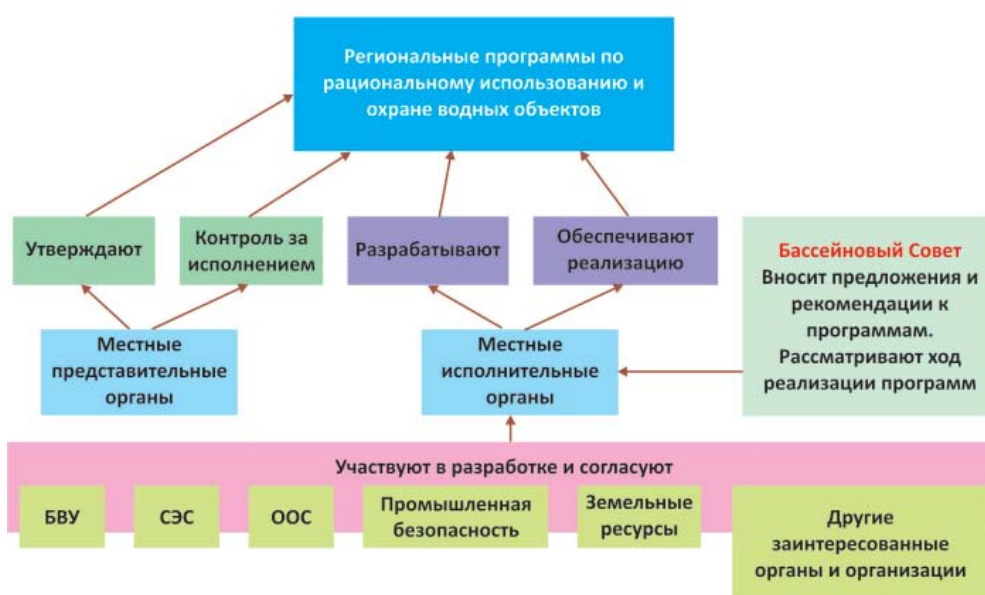 Региональные программы по
рациональному использованию и
охране водных объектов
Утверждают
Контроль за
исполнением
Разрабатывают
Обеспечивают
реализацию
Бассейновый Совет
Вносит предложения и
рекомендации к
программам.
Рассматривают ход
реализации программ
Местные
представительные
органы
Местные
исполнительные
органы
Участвуют в разработке и согласуют
БВУ
СЭС
ООС
Промышленная
безопасность
Земельные
ресурсы
Другие
заинтересованные
органы и организации